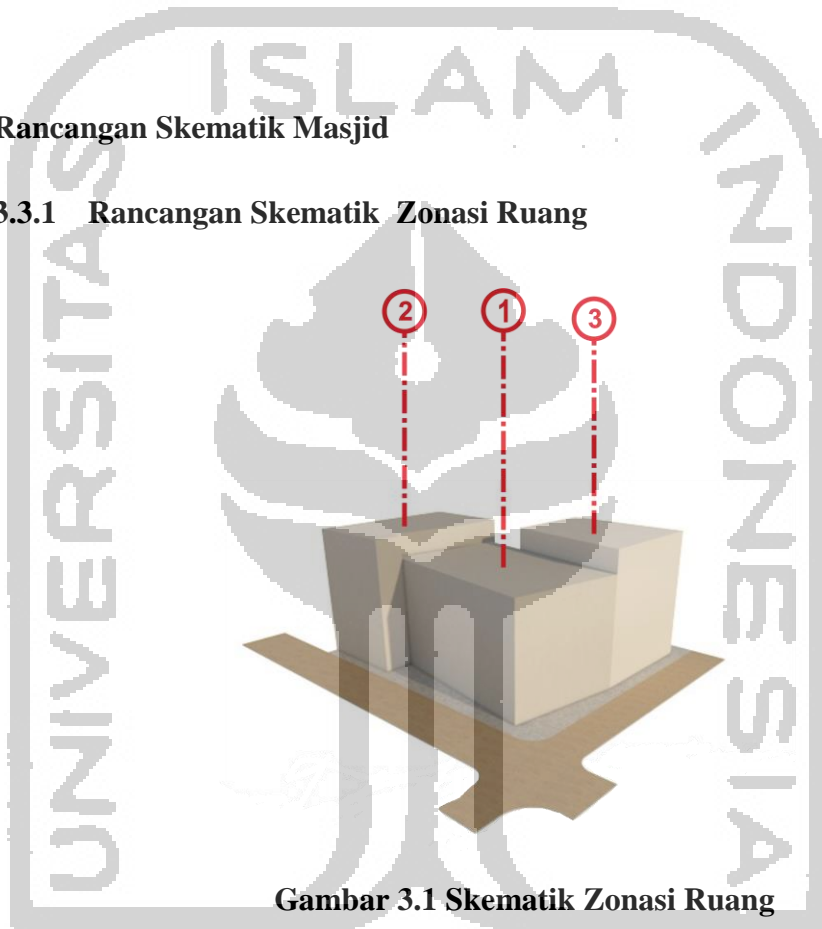 ISLAM
Rancangan Skematik Masjid
3.3.1 Rancangan Skematik Zonasi Ruang
UNIVERSITAS
INDONESIA
2 1 3
Gambar 3.1 Skematik Zonasi Ruang